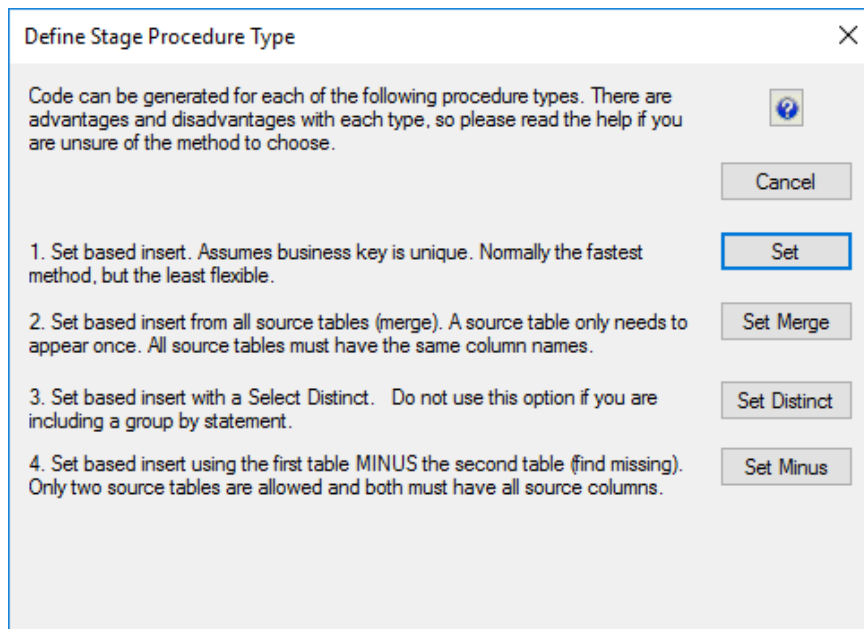 Define Stage Procedure Type
Code can be generated for each of the following procedure types. There are
advantages and disadvantages with each type, so please read the help if you
are unsure of the method to choose.
Cancel
1. Set based insert. Assumes business key is unique. Normally the fastest
method, but the least flexible.
Set
2. Set based insert from all source tables (merge). A source table only needs to
appear once. All source tables must have the same column names.
Set Merge
3. Set based insert with a Select Distinct.   Do not use this option if you are
including a group by statement.
Set Distinct
4. Set based insert using the first table MINUS the second table (find missing).
Only two source tables are allowed and both must have all source columns.
Set Minus